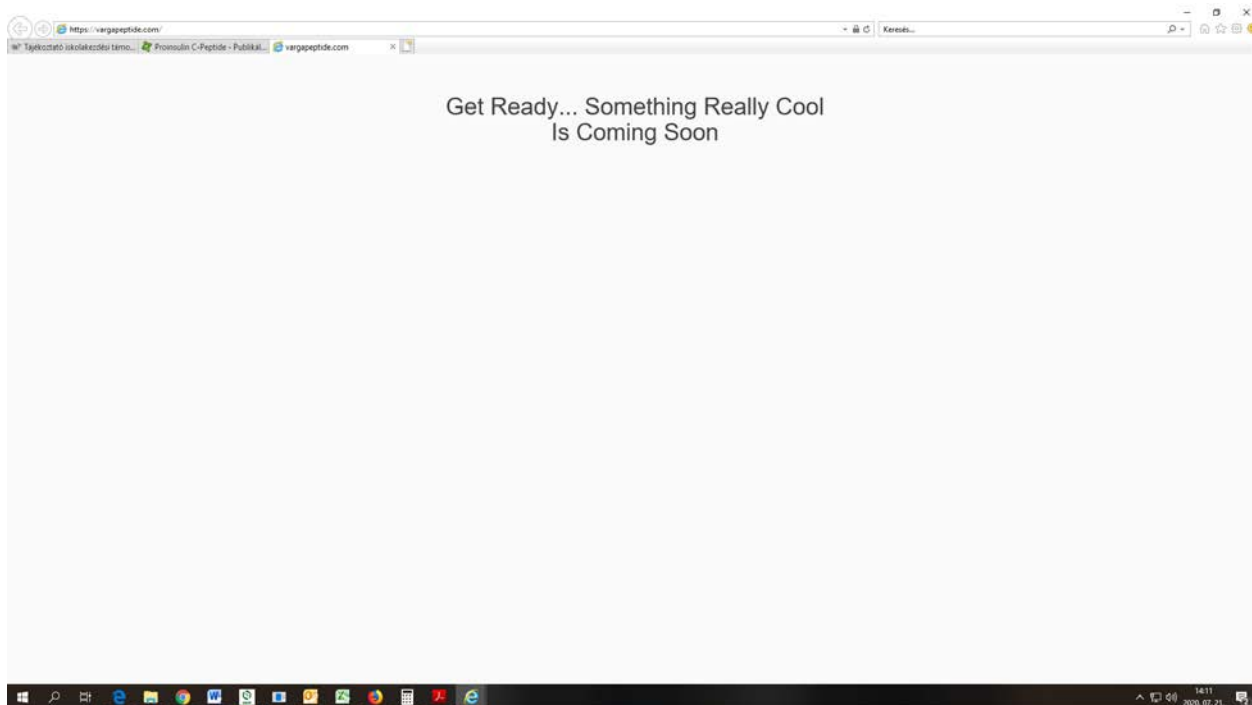 https://vargapeptide.com/
Keresés...
Tájékoztató iskolakezdési támo...
Proinsulin C-Peptide - Publikál...
vargapeptide.com
Get Ready... Something Really Cool
Is Coming Soon
14:11
2020. 07. 21.